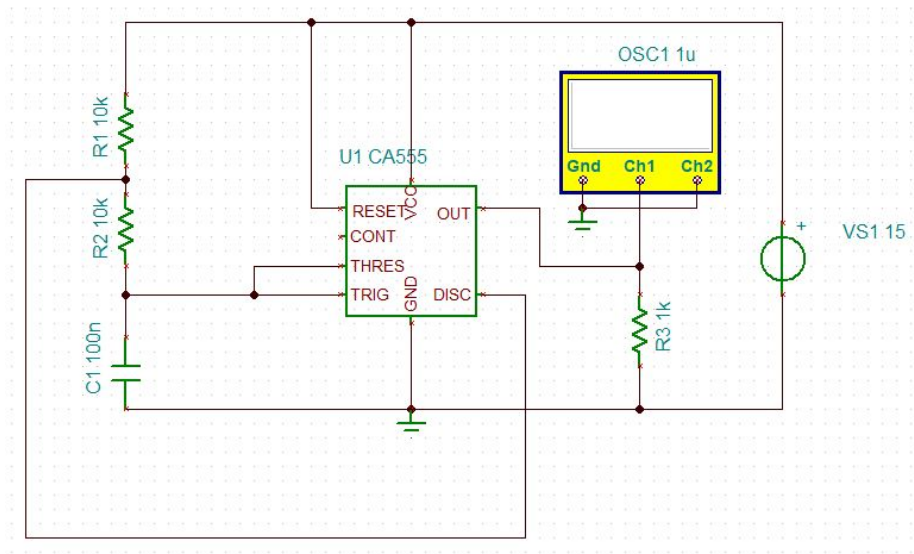 OSC1 1u
R1 10k
U1 CA555
Gnd Ch1 Ch2
VCC
RESET
OUT
CONT
R2 10k
THRES
TRIG
GND
DISC
+
VS1 15
R3 1k
C1 100n